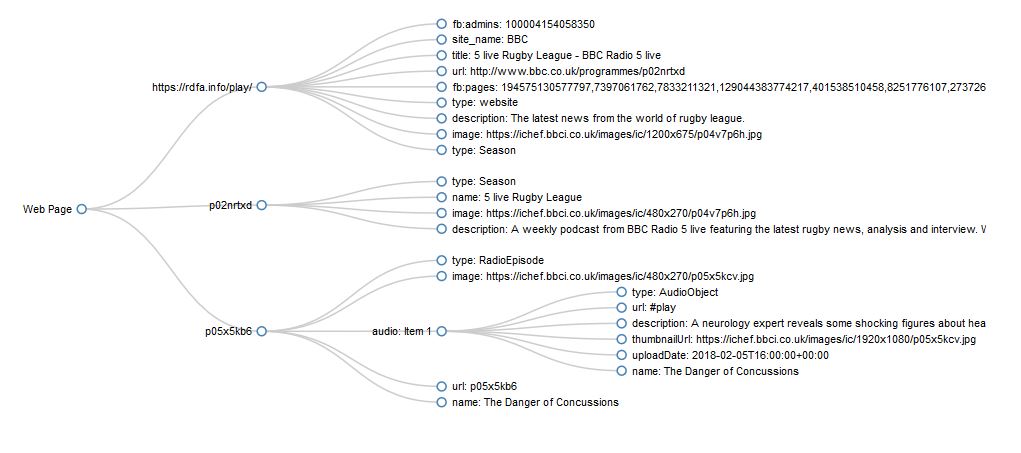 fb:admins: 100004154058350
site_name: BBC
title: 5 live Rugby League - BBC Radio 5 live
url: http://www.bbc.co.uk/programmes/p02nrtxd
https://rdfa.info/play/
fb:pages: 194575130577797,7397061762,7833211321,129044383774217,401538510458,8251776107,273726
type: website
description: The latest news from the world of rugby league.
image: https://ichef.bbci.co.uk/images/ic/1200x675/p04v7p6h.jpg
type: Season
type: Season
name: 5 live Rugby League
Web Page
p02nrtxd
image: https://ichef.bbci.co.uk/images/ic/480x270/p04v7p6h.jpg
description: A weekly podcast from BBC Radio 5 live featuring the latest rugby news, analysis and interview.
type: RadioEpisode
image: https://ichef.bbci.co.uk/images/ic/480x270/p05x5kcv.jpg
type: AudioObject
url: #play
p05x5kb6
audio: Item 1
description: A neurology expert reveals some shocking figures about hea
thumbnailUrl: https://ichef.bbci.co.uk/images/ic/1920x1080/p05x5kcv.jpg
uploadDate: 2018-02-05T16:00:00+00:00
name: The Danger of Concussions
url: p05x5kb6
name: The Danger of Concussions